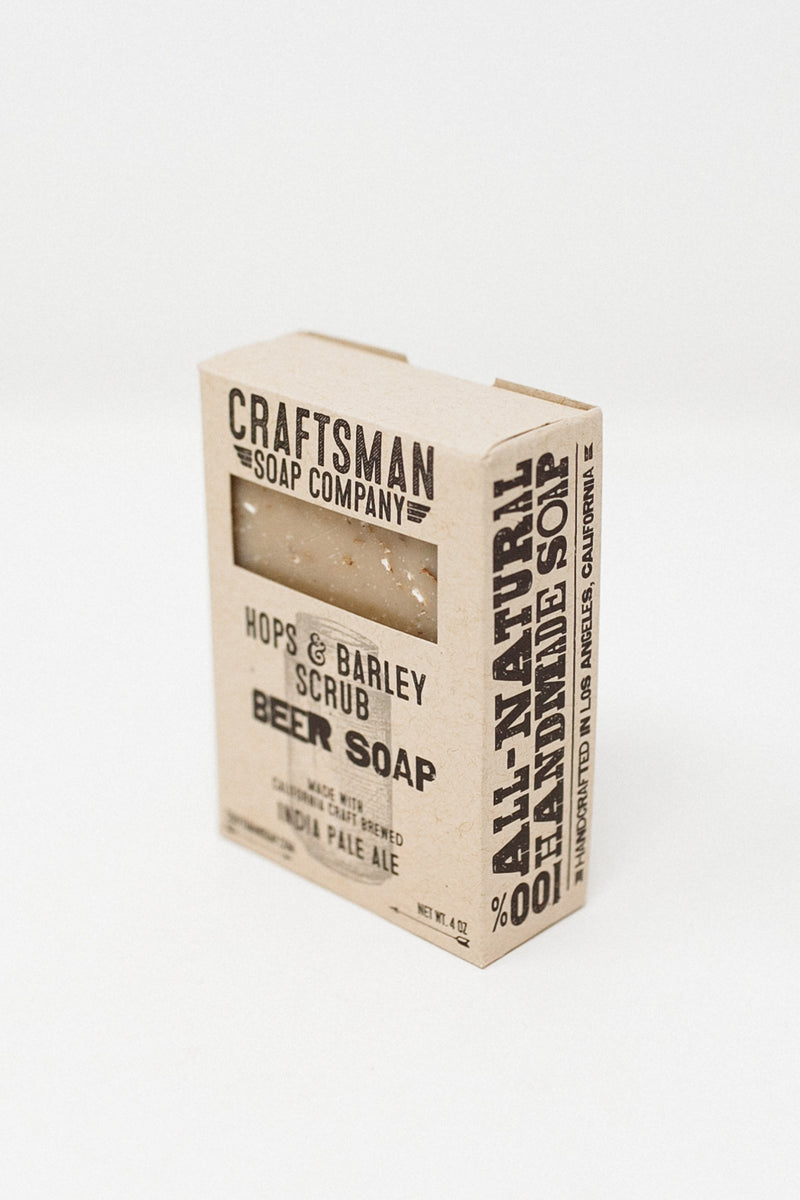 CRAFTSMAN
SOAP COMPANY
HOPS & BARLEY
SCRUB
BEER SOAP
MADE WITH
CALIFORNIA CRAFT BREWED
INDIA PALE ALE
NET WT. 4 OZ
100%
ALL-NATURAL
HANDMADE SOAP
HANDCRAFTED IN LOS ANGELES, CALIFORNIA